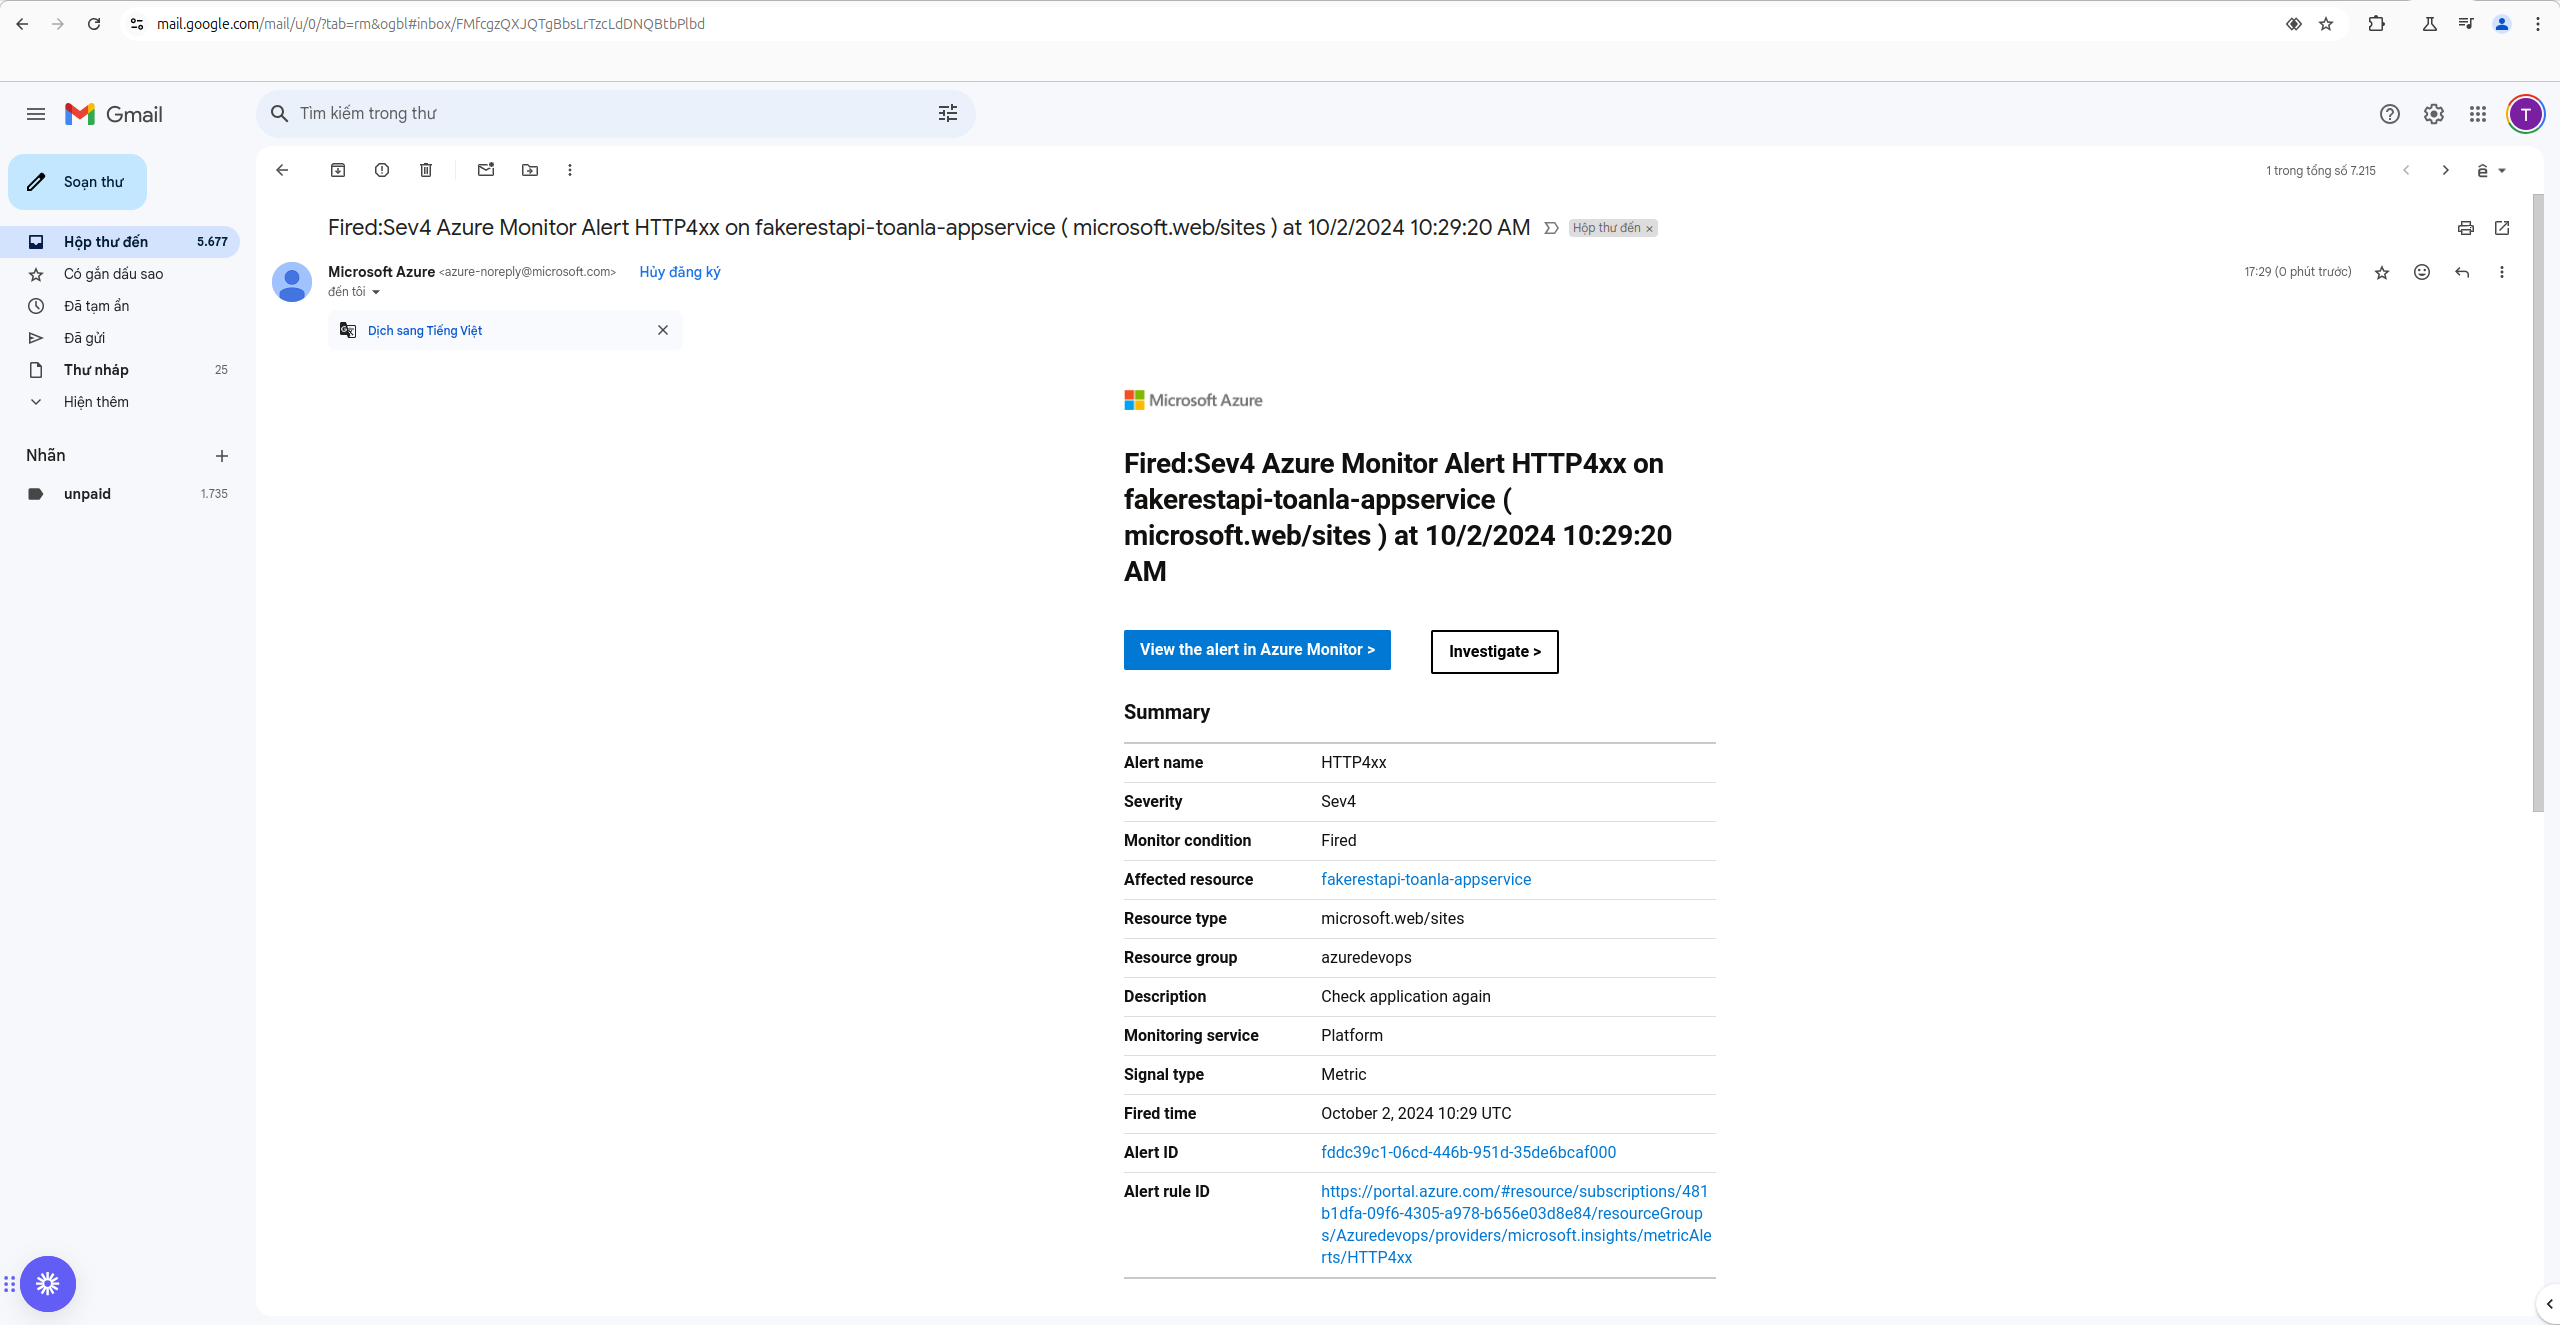 mail.google.com/mail/u/0/?tab=rm&ogbl#inbox/FMfcgzQXJQTgBbsLrTzcLdDNQBtbPlbd
Gmail
Tìm kiếm trong thư
T
Soạn thư
1 trong tổng số 7.215
Hộp thư đến 5.677
Có gắn dấu sao
Đã tạm ẩn
Đã gửi
Thư nháp 25
Hiện thêm
Nhãn
unpaid 1.735
Fired:Sev4 Azure Monitor Alert HTTP4xx on fakerestapi-toanla-appservice ( microsoft.web/sites ) at 10/2/2024 10:29:20 AM
Hộp thư đến ×
Microsoft Azure <azure-noreply@microsoft.com> Hủy đăng ký
17:29 (0 phút trước)
đến tôi
Dịch sang Tiếng Việt
Microsoft Azure
Fired:Sev4 Azure Monitor Alert HTTP4xx on
fakerestapi-toanla-appservice (
microsoft.web/sites ) at 10/2/2024 10:29:20
AM
View the alert in Azure Monitor >
Investigate >
Summary
Alert name HTTP4xx
Severity Sev4
Monitor condition Fired
Affected resource fakerestapi-toanla-appservice
Resource type microsoft.web/sites
Resource group azuredevops
Description Check application again
Monitoring service Platform
Signal type Metric
Fired time October 2, 2024 10:29 UTC
Alert ID fddc39c1-06cd-446b-951d-35de6bcaf000
Alert rule ID https://portal.azure.com/#resource/subscriptions/481
b1dfa-09f6-4305-a978-b656e03d8e84/resourceGroup
s/Azuredevops/providers/microsoft.insights/metricAle
rts/HTTP4xx